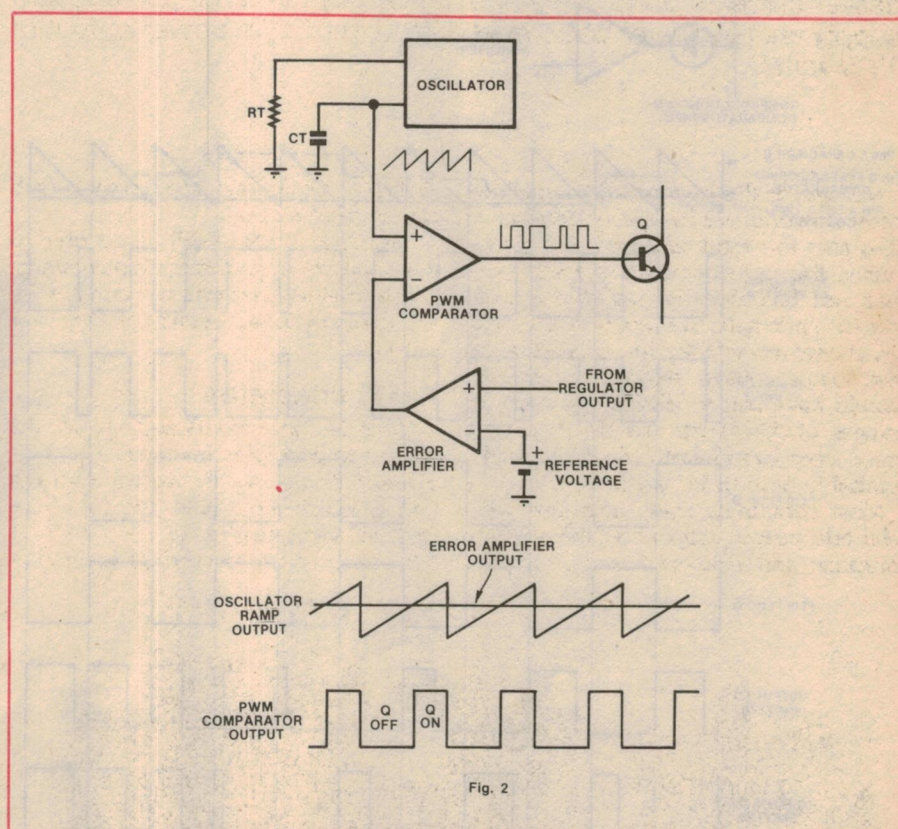 OSCILLATOR
RT
CT
+
−
PWM
COMPARATOR
Q
+
−
FROM
REGULATOR
OUTPUT
ERROR
AMPLIFIER
+
REFERENCE
VOLTAGE
ERROR AMPLIFIER
OUTPUT
OSCILLATOR
RAMP
OUTPUT
PWM
COMPARATOR
OUTPUT
Q
OFF
Q
ON
Fig. 2